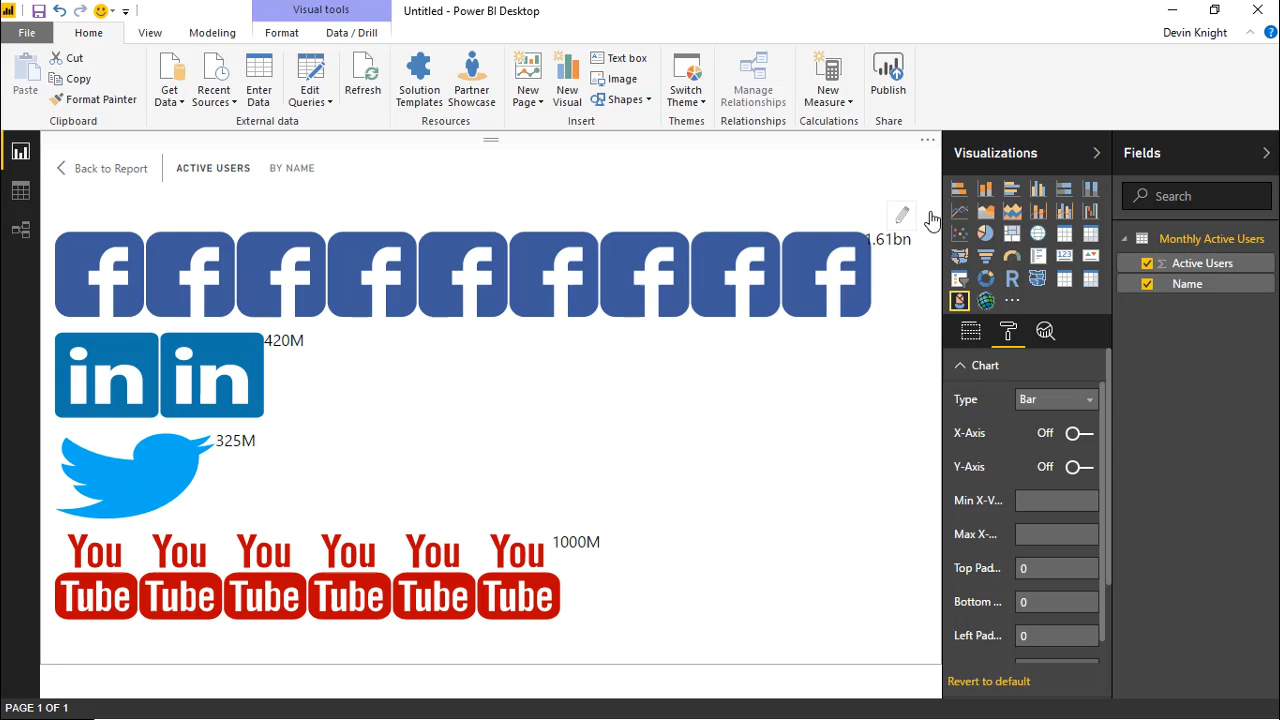 Visual tools
Untitled - Power BI Desktop
File
Home
View
Modeling
Format
Data / Drill
Devin Knight
?
Paste
Cut
Copy
Format Painter
Clipboard
Get Data
Recent Sources
Enter Data
Edit Queries
Refresh
External data
Solution Templates
Partner Showcase
Resources
New Page
New Visual
Text box
Image
Shapes
Insert
Switch Theme
Themes
Manage Relationships
Relationships
New Measure
Calculations
Publish
Share
Back to Report
ACTIVE USERS
BY NAME
f f f f f f f f f
1.61bn
in in
420M
325M
You You You You You You
Tube Tube Tube Tube Tube Tube
1000M
Visualizations
123
R
Chart
Type
Bar
X-Axis
Off
Y-Axis
Off
Min X-V...
Max X-...
Top Pad...
0
Bottom ...
0
Left Pad...
0
Revert to default
Fields
Search
Monthly Active Users
Σ Active Users
Name
PAGE 1 OF 1